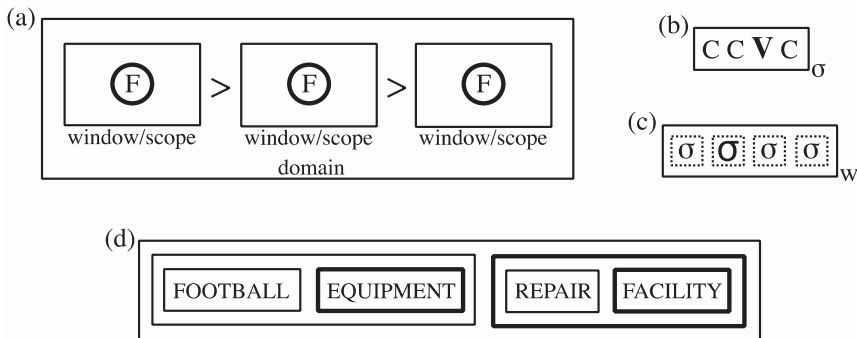 (a)
F > F > F
window/scope window/scope window/scope
domain
(b)
C C V C
σ
(c)
σ σ σ σ
w
(d)
FOOTBALL EQUIPMENT REPAIR FACILITY